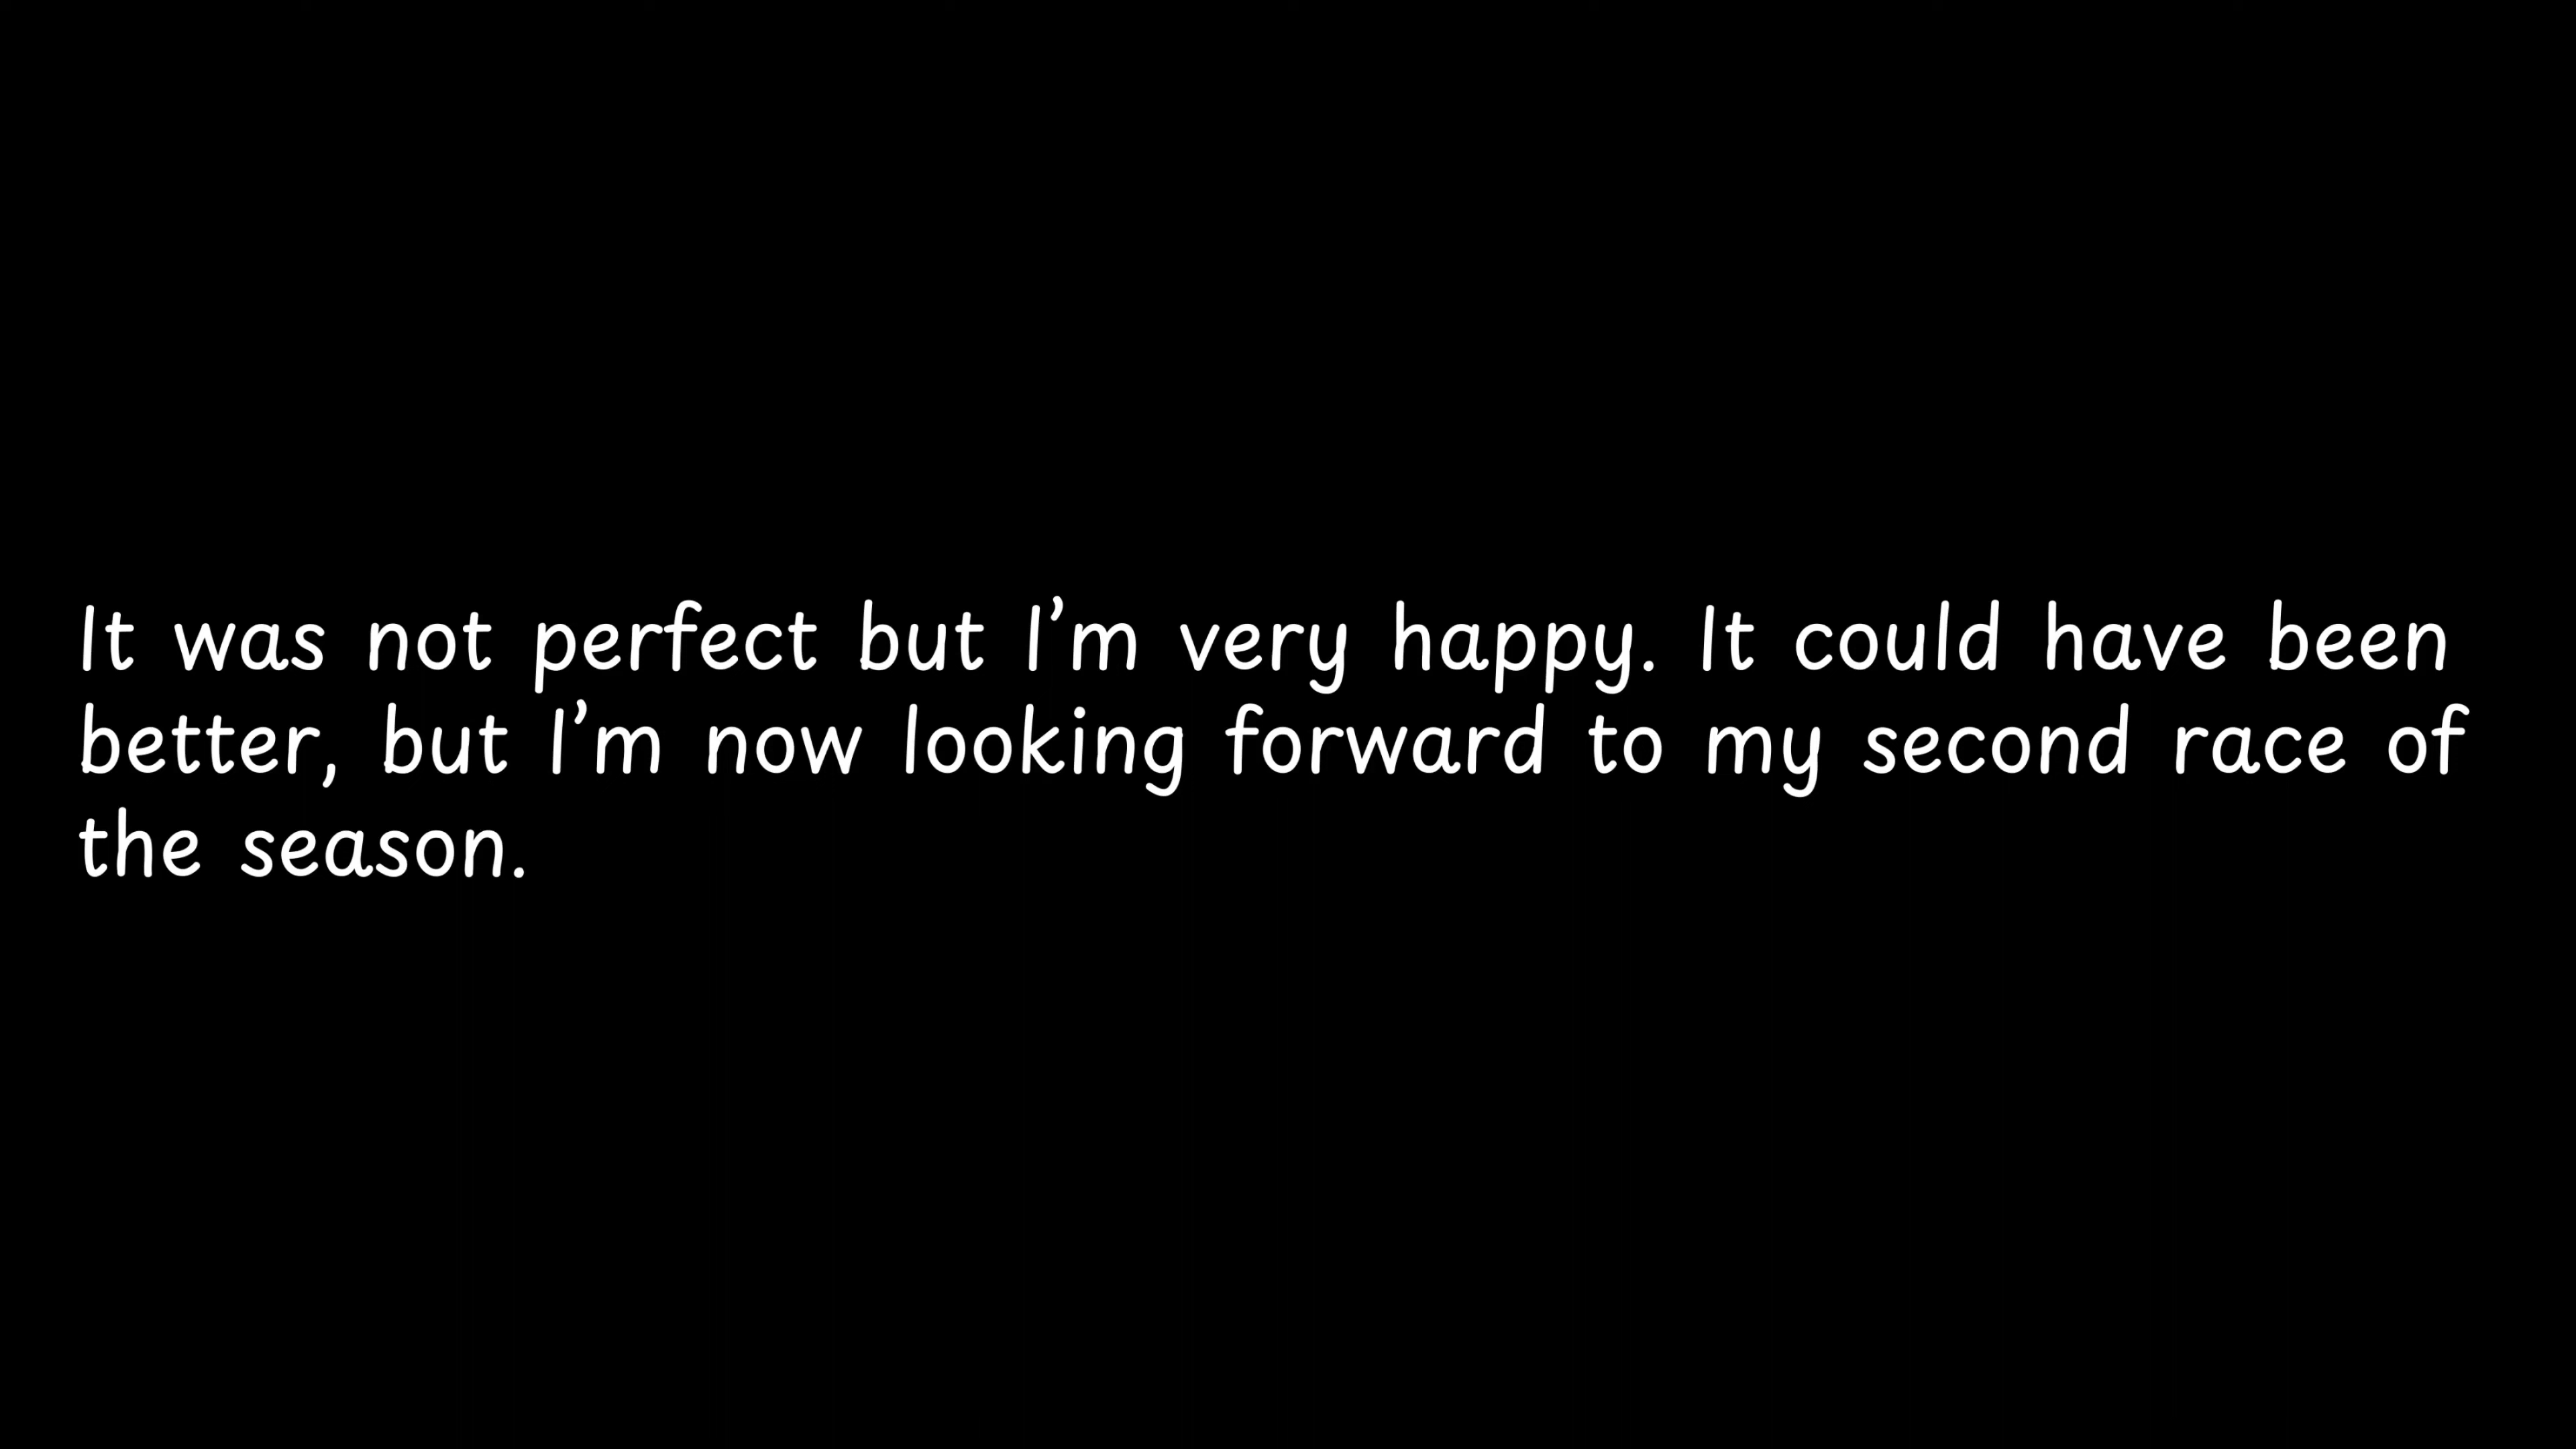 It was not perfect but I’m very happy. It could have been
better, but I’m now looking forward to my second race of
the season.